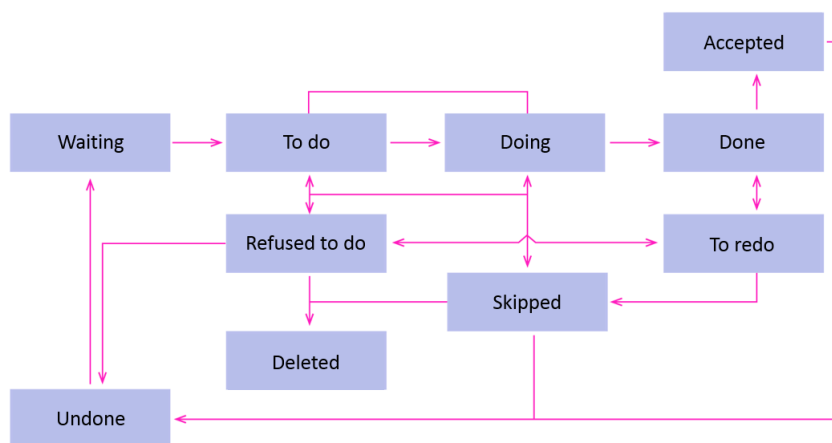 Accepted
Waiting
To do
Doing
Done
Refused to do
To redo
Skipped
Deleted
Undone